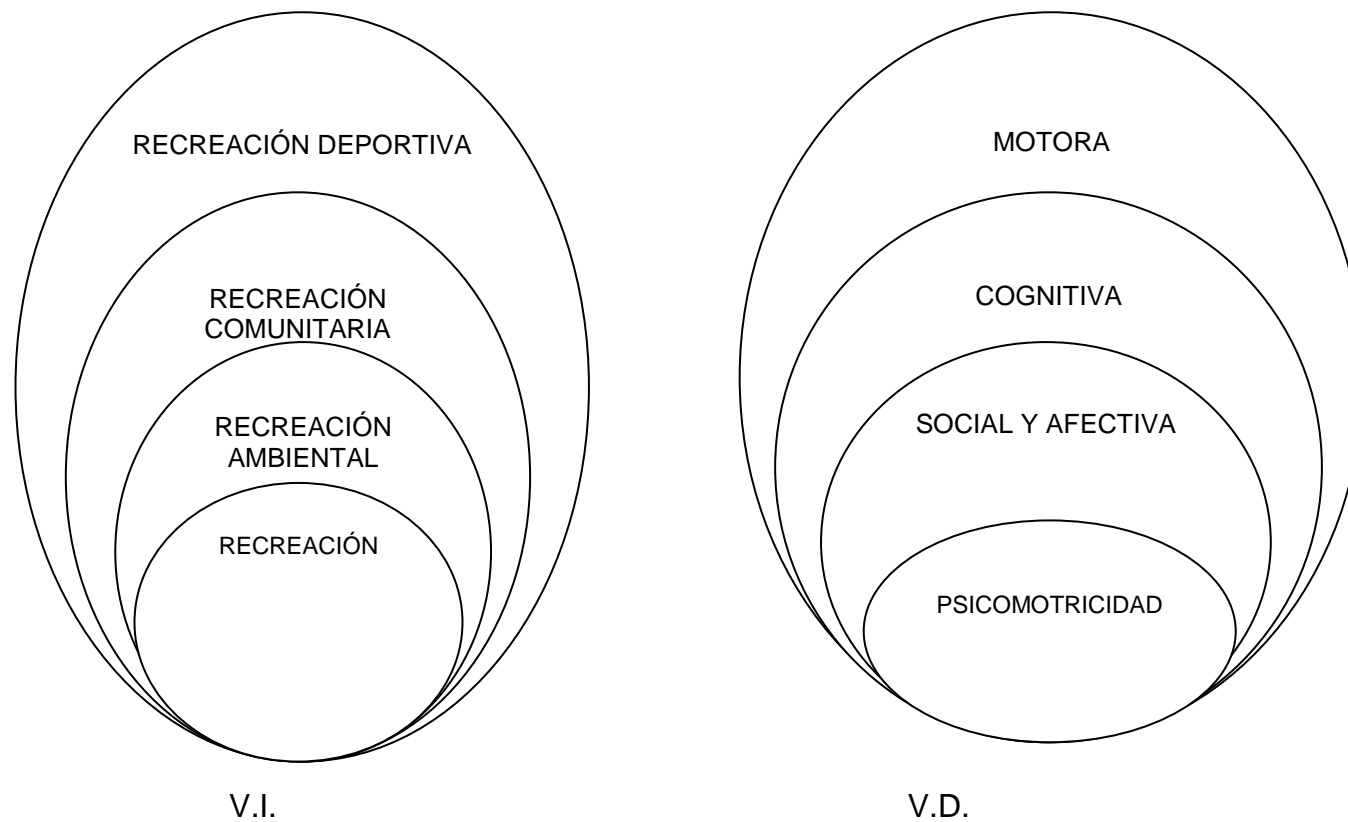 RECREACIÓN DEPORTIVA
RECREACIÓN
COMUNITARIA
RECREACIÓN
AMBIENTAL
RECREACIÓN
V.I.
MOTORA
COGNITIVA
SOCIAL Y AFECTIVA
PSICOMOTRICIDAD
V.D.